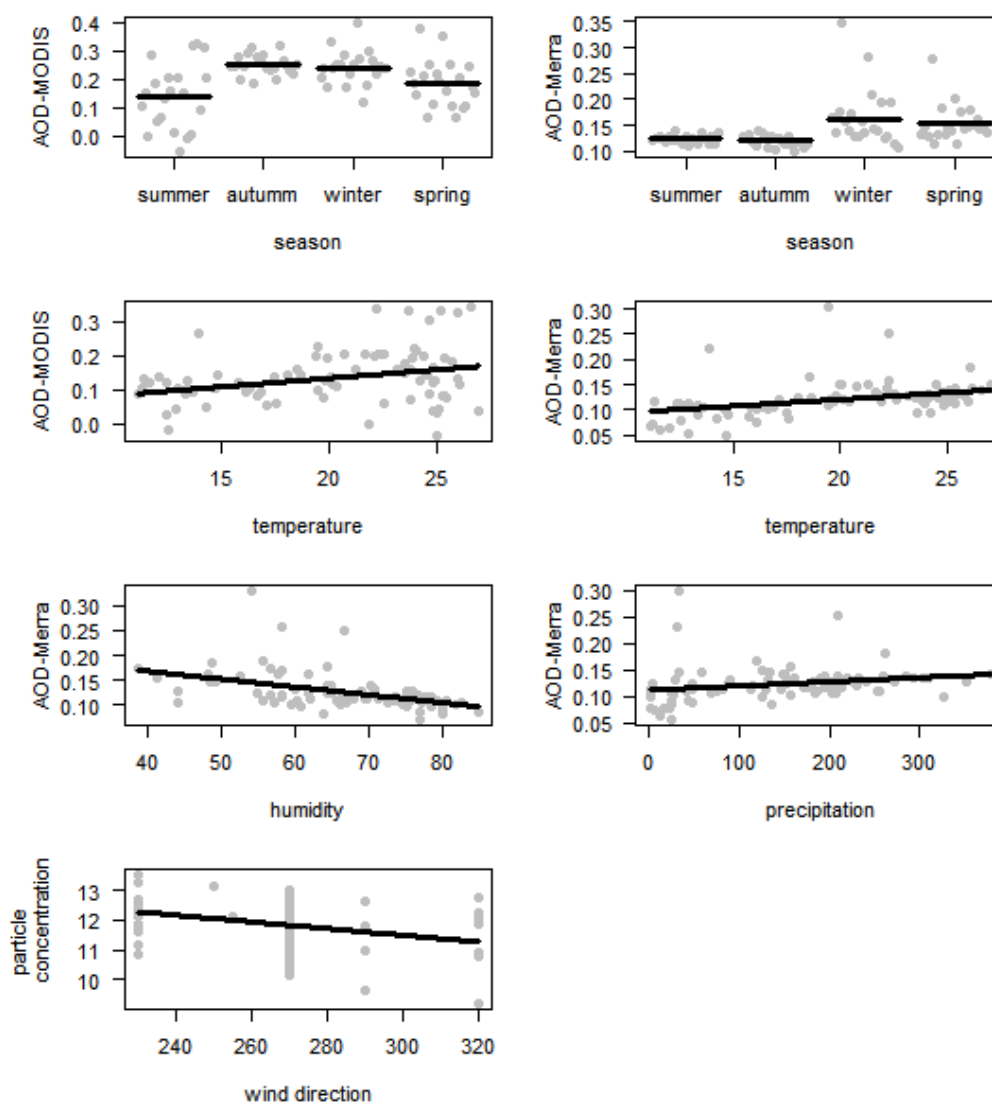 AOD-MODIS
0.4
0.3
0.2
0.1
0.0
summer autumm winter spring
season
AOD-Merra
0.35
0.30
0.25
0.20
0.15
0.10
summer autumm winter spring
season
AOD-MODIS
0.3
0.2
0.1
0.0
15 20 25
temperature
AOD-Merra
0.30
0.25
0.20
0.15
0.10
0.05
15 20 25
temperature
AOD-Merra
0.30
0.25
0.20
0.15
0.10
40 50 60 70 80
humidity
AOD-Merra
0.30
0.25
0.20
0.15
0.10
0.05
0 100 200 300
precipitation
particle
concentration
13
12
11
10
240 260 280 300 320
wind direction